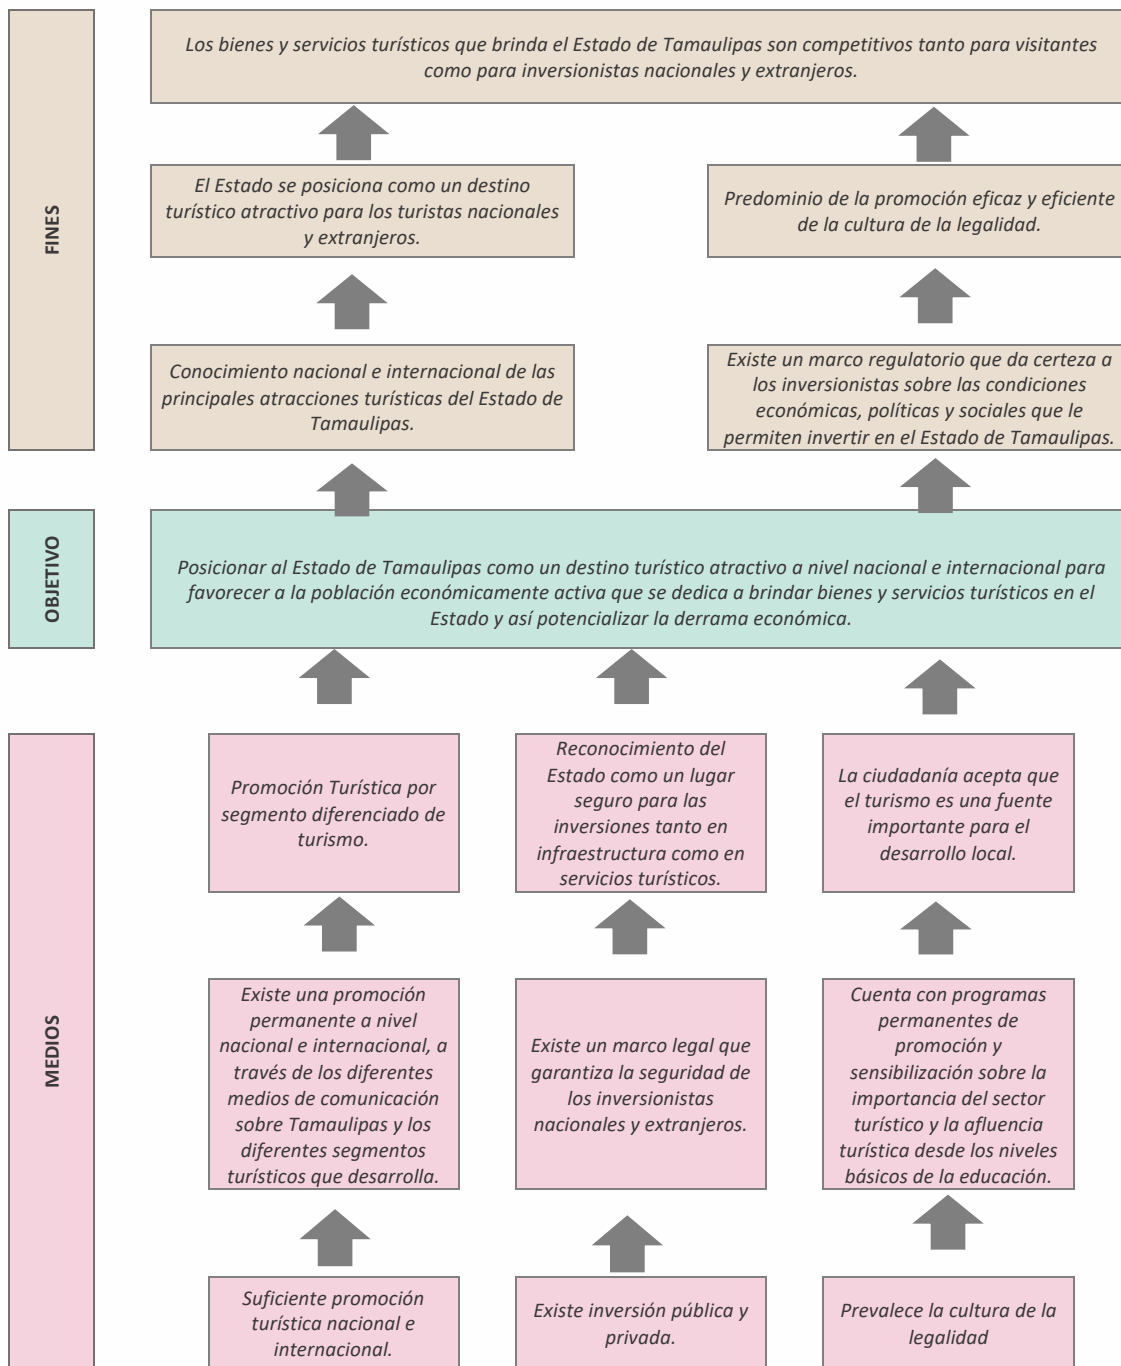 FINES
Los bienes y servicios turísticos que brinda el Estado de Tamaulipas son competitivos tanto para visitantes
como para inversionistas nacionales y extranjeros.
El Estado se posiciona como un destino
turístico atractivo para los turistas nacionales
y extranjeros.
Predominio de la promoción eficaz y eficiente
de la cultura de la legalidad.
Conocimiento nacional e internacional de las
principales atracciones turísticas del Estado de
Tamaulipas.
Existe un marco regulatorio que da certeza a
los inversionistas sobre las condiciones
económicas, políticas y sociales que le
permiten invertir en el Estado de Tamaulipas.
OBJETIVO
Posicionar al Estado de Tamaulipas como un destino turístico atractivo a nivel nacional e internacional para
favorecer a la población económicamente activa que se dedica a brindar bienes y servicios turísticos en el
Estado y así potencializar la derrama económica.
MEDIOS
Promoción Turística por
segmento diferenciado de
turismo.
Reconocimiento del
Estado como un lugar
seguro para las
inversiones tanto en
infraestructura como en
servicios turísticos.
La ciudadanía acepta que
el turismo es una fuente
importante para el
desarrollo local.
Existe una promoción
permanente a nivel
nacional e internacional, a
través de los diferentes
medios de comunicación
sobre Tamaulipas y los
diferentes segmentos
turísticos que desarrolla.
Existe un marco legal que
garantiza la seguridad de
los inversionistas
nacionales y extranjeros.
Cuenta con programas
permanentes de
promoción y
sensibilización sobre la
importancia del sector
turístico y la afluencia
turística desde los niveles
básicos de la educación.
Suficiente promoción
turística nacional e
internacional.
Existe inversión pública y
privada.
Prevalece la cultura de la
legalidad